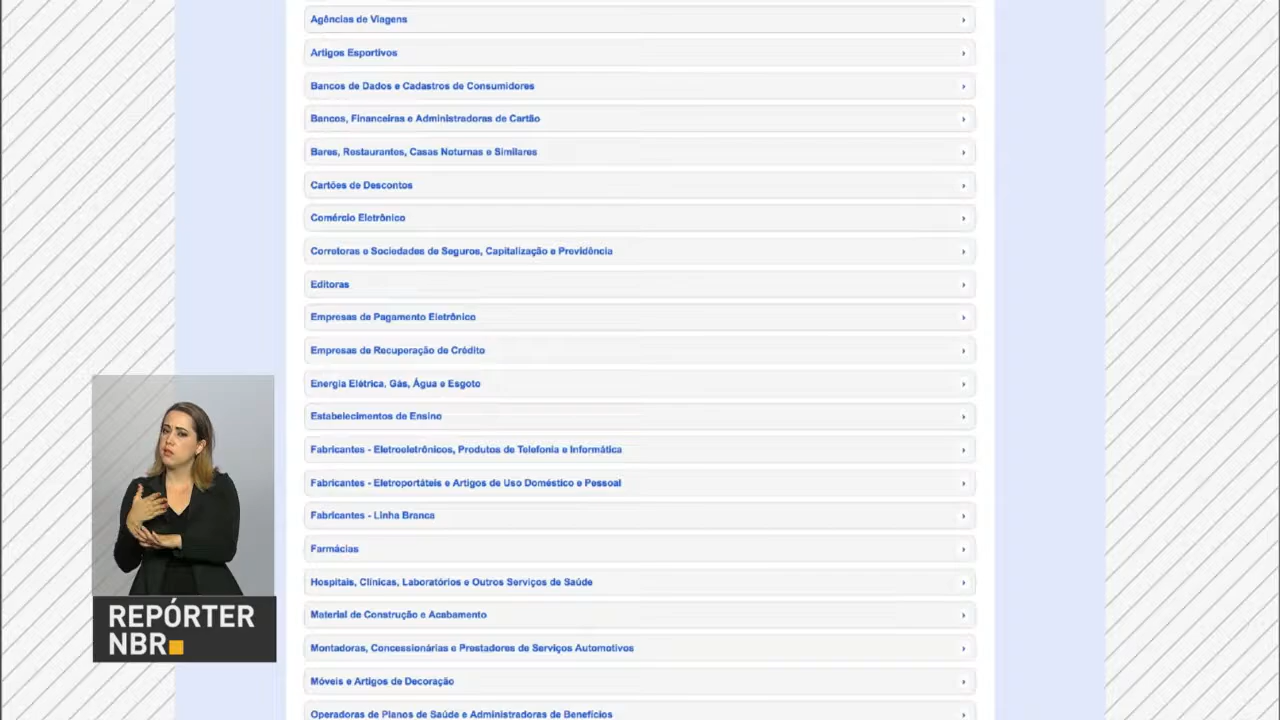 Agências de Viagens
Artigos Esportivos
Bancos de Dados e Cadastros de Consumidores
Bancos, Financeiras e Administradoras de Cartão
Bares, Restaurantes, Casas Noturnas e Similares
Cartões de Descontos
Comércio Eletrônico
Corretoras e Sociedades de Seguros, Capitalização e Previdência
Editoras
Empresas de Pagamento Eletrônico
Empresas de Recuperação de Crédito
Energia Elétrica, Gás, Água e Esgoto
Estabelecimentos de Ensino
Fabricantes - Eletroeletrônicos, Produtos de Telefonia e Informática
Fabricantes - Eletroportáteis e Artigos de Uso Doméstico e Pessoal
Fabricantes - Linha Branca
Farmácias
Hospitais, Clínicas, Laboratórios e Outros Serviços de Saúde
Material de Construção e Acabamento
Montadoras, Concessionárias e Prestadores de Serviços Automotivos
Móveis e Artigos de Decoração
Operadoras de Planos de Saúde e Administradoras de Benefícios
REPÓRTER
NBR